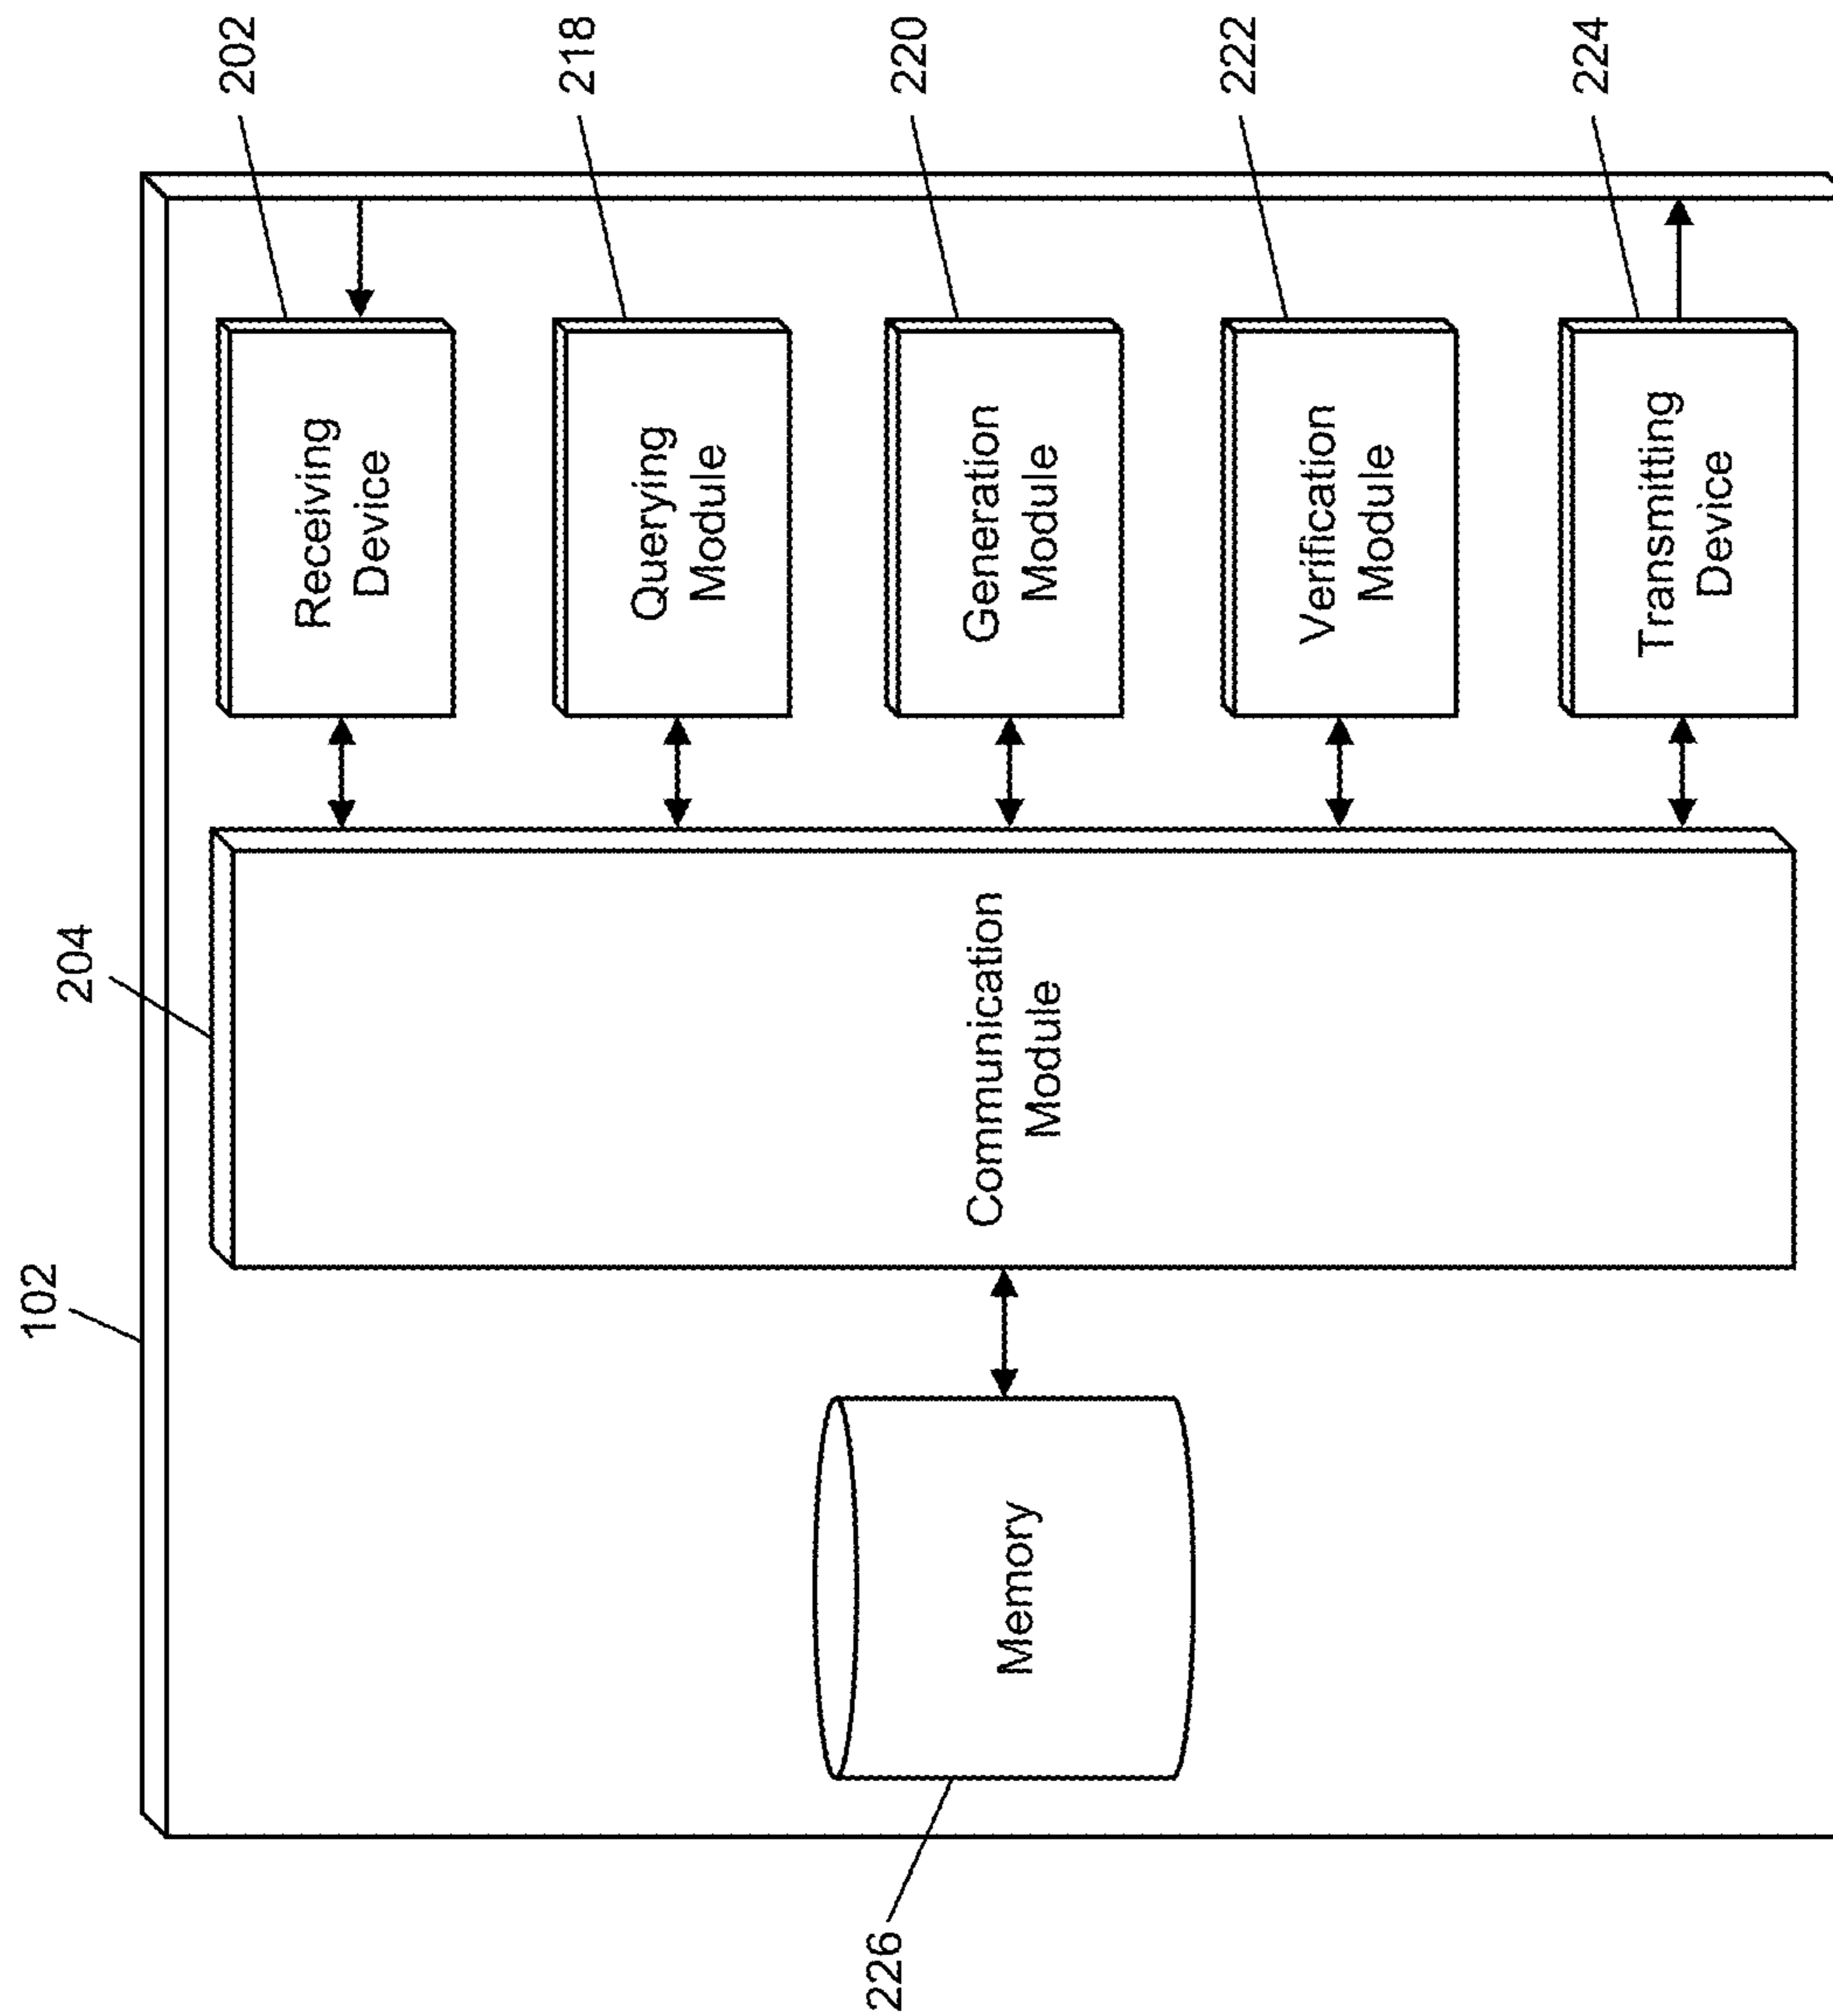 102
204
202
Receiving
Device
218
Querying
Module
220
Generation
Module
222
Verification
Module
224
Transmitting
Device
Communication
Module
Memory
226